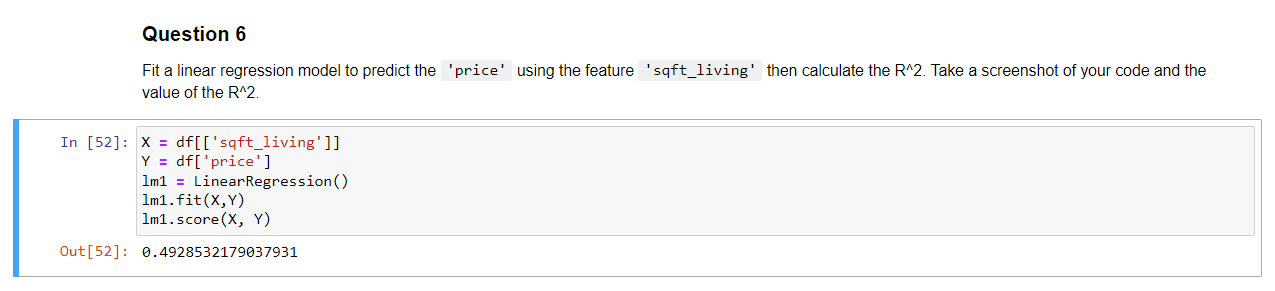 Question 6
Fit a linear regression model to predict the 'price' using the feature 'sqft_living' then calculate the R^2. Take a screenshot of your code and the
value of the R^2.
In [52]: X = df[['sqft_living']]
Y = df['price']
lm1 = LinearRegression()
lm1.fit(X,Y)
lm1.score(X, Y)
Out[52]: 0.4928532179037931